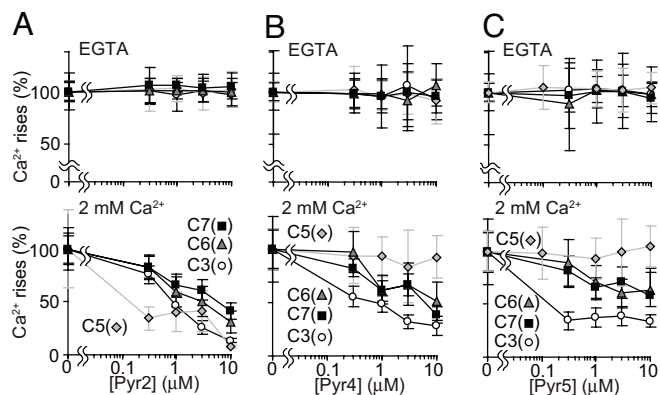 A
EGTA
Ca²⁺ rises (%)
100
50
0
2 mM Ca²⁺
C7(■)
C6(▲)
C3(○)
C5(◆)
Ca²⁺ rises (%)
100
50
0
0 0.1 1 10
[Pyr2] (μM)
B
EGTA
2 mM Ca²⁺
C5(◆)
C6(▲)
C7(■)
C3(○)
0 0.1 1 10
[Pyr4] (μM)
C
EGTA
2 mM Ca²⁺
C5(◆)
C6(▲)
C7(■)
C3(○)
0 0.1 1 10
[Pyr5] (μM)